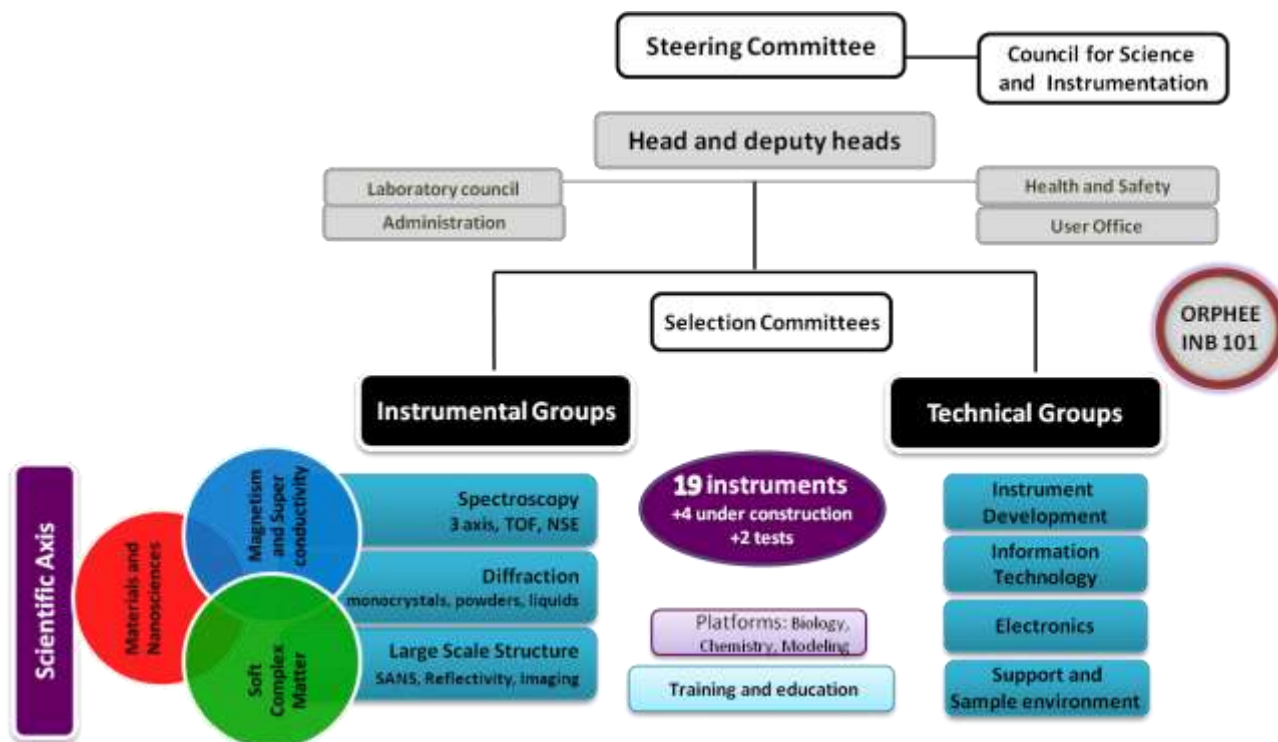 Steering Committee
Council for Science
and Instrumentation
Head and deputy heads
Laboratory council
Administration
Health and Safety
User Office
Selection Committees
ORPHEE
INB 101
Instrumental Groups
Technical Groups
Scientific Axis
Materials and
Nanosciences
Magnetism
and Super
conductivity
Soft
Complex
Matter
Spectroscopy
3 axis, TOF, NSE
Diffraction
monocrystals, powders, liquids
Large Scale Structure
SANS, Reflectivity, Imaging
19 instruments
+4 under construction
+2 tests
Platforms: Biology,
Chemistry, Modeling
Training and education
Instrument
Development
Information
Technology
Electronics
Support and
Sample environment